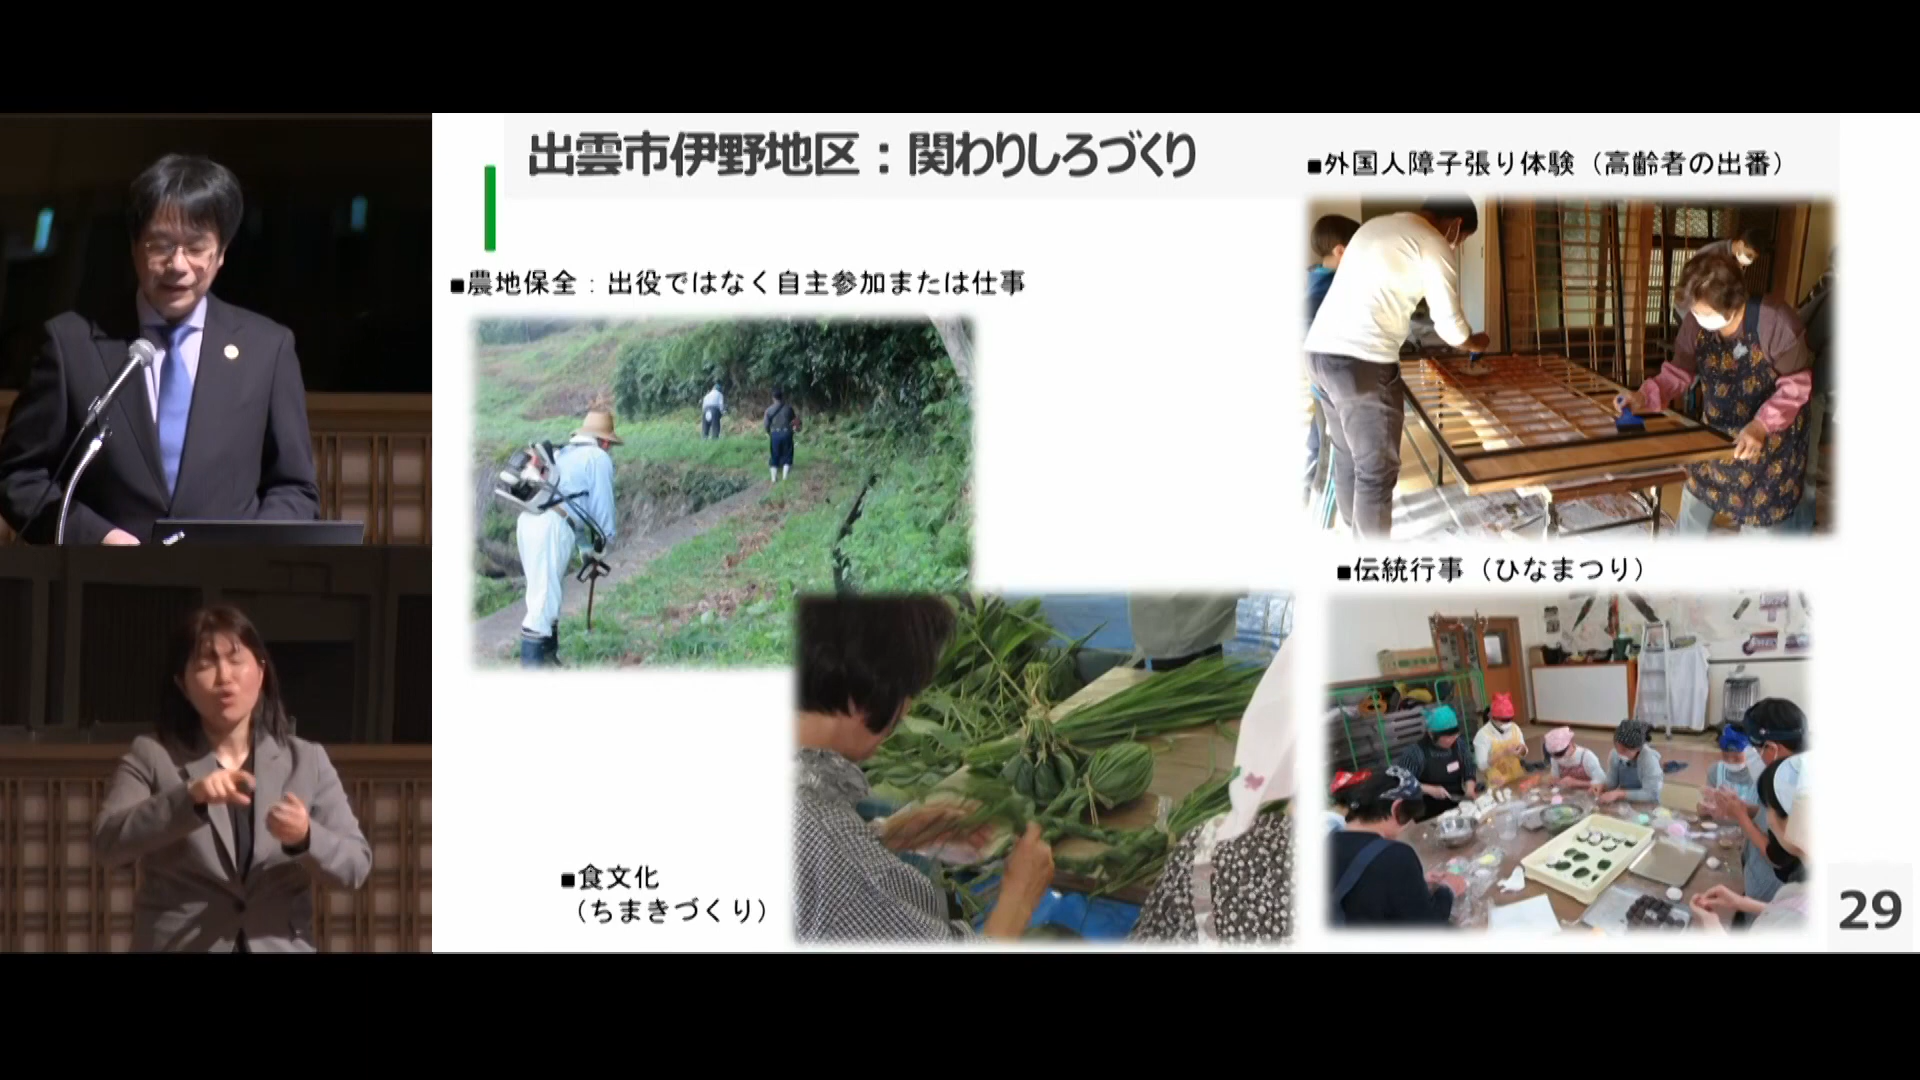 出雲市伊野地区：関わりしろづくり
■外国人障子張り体験（高齢者の出番）
■農地保全：出役ではなく自主参加または仕事
■伝統行事（ひなまつり）
■食文化
（ちまきづくり）
29